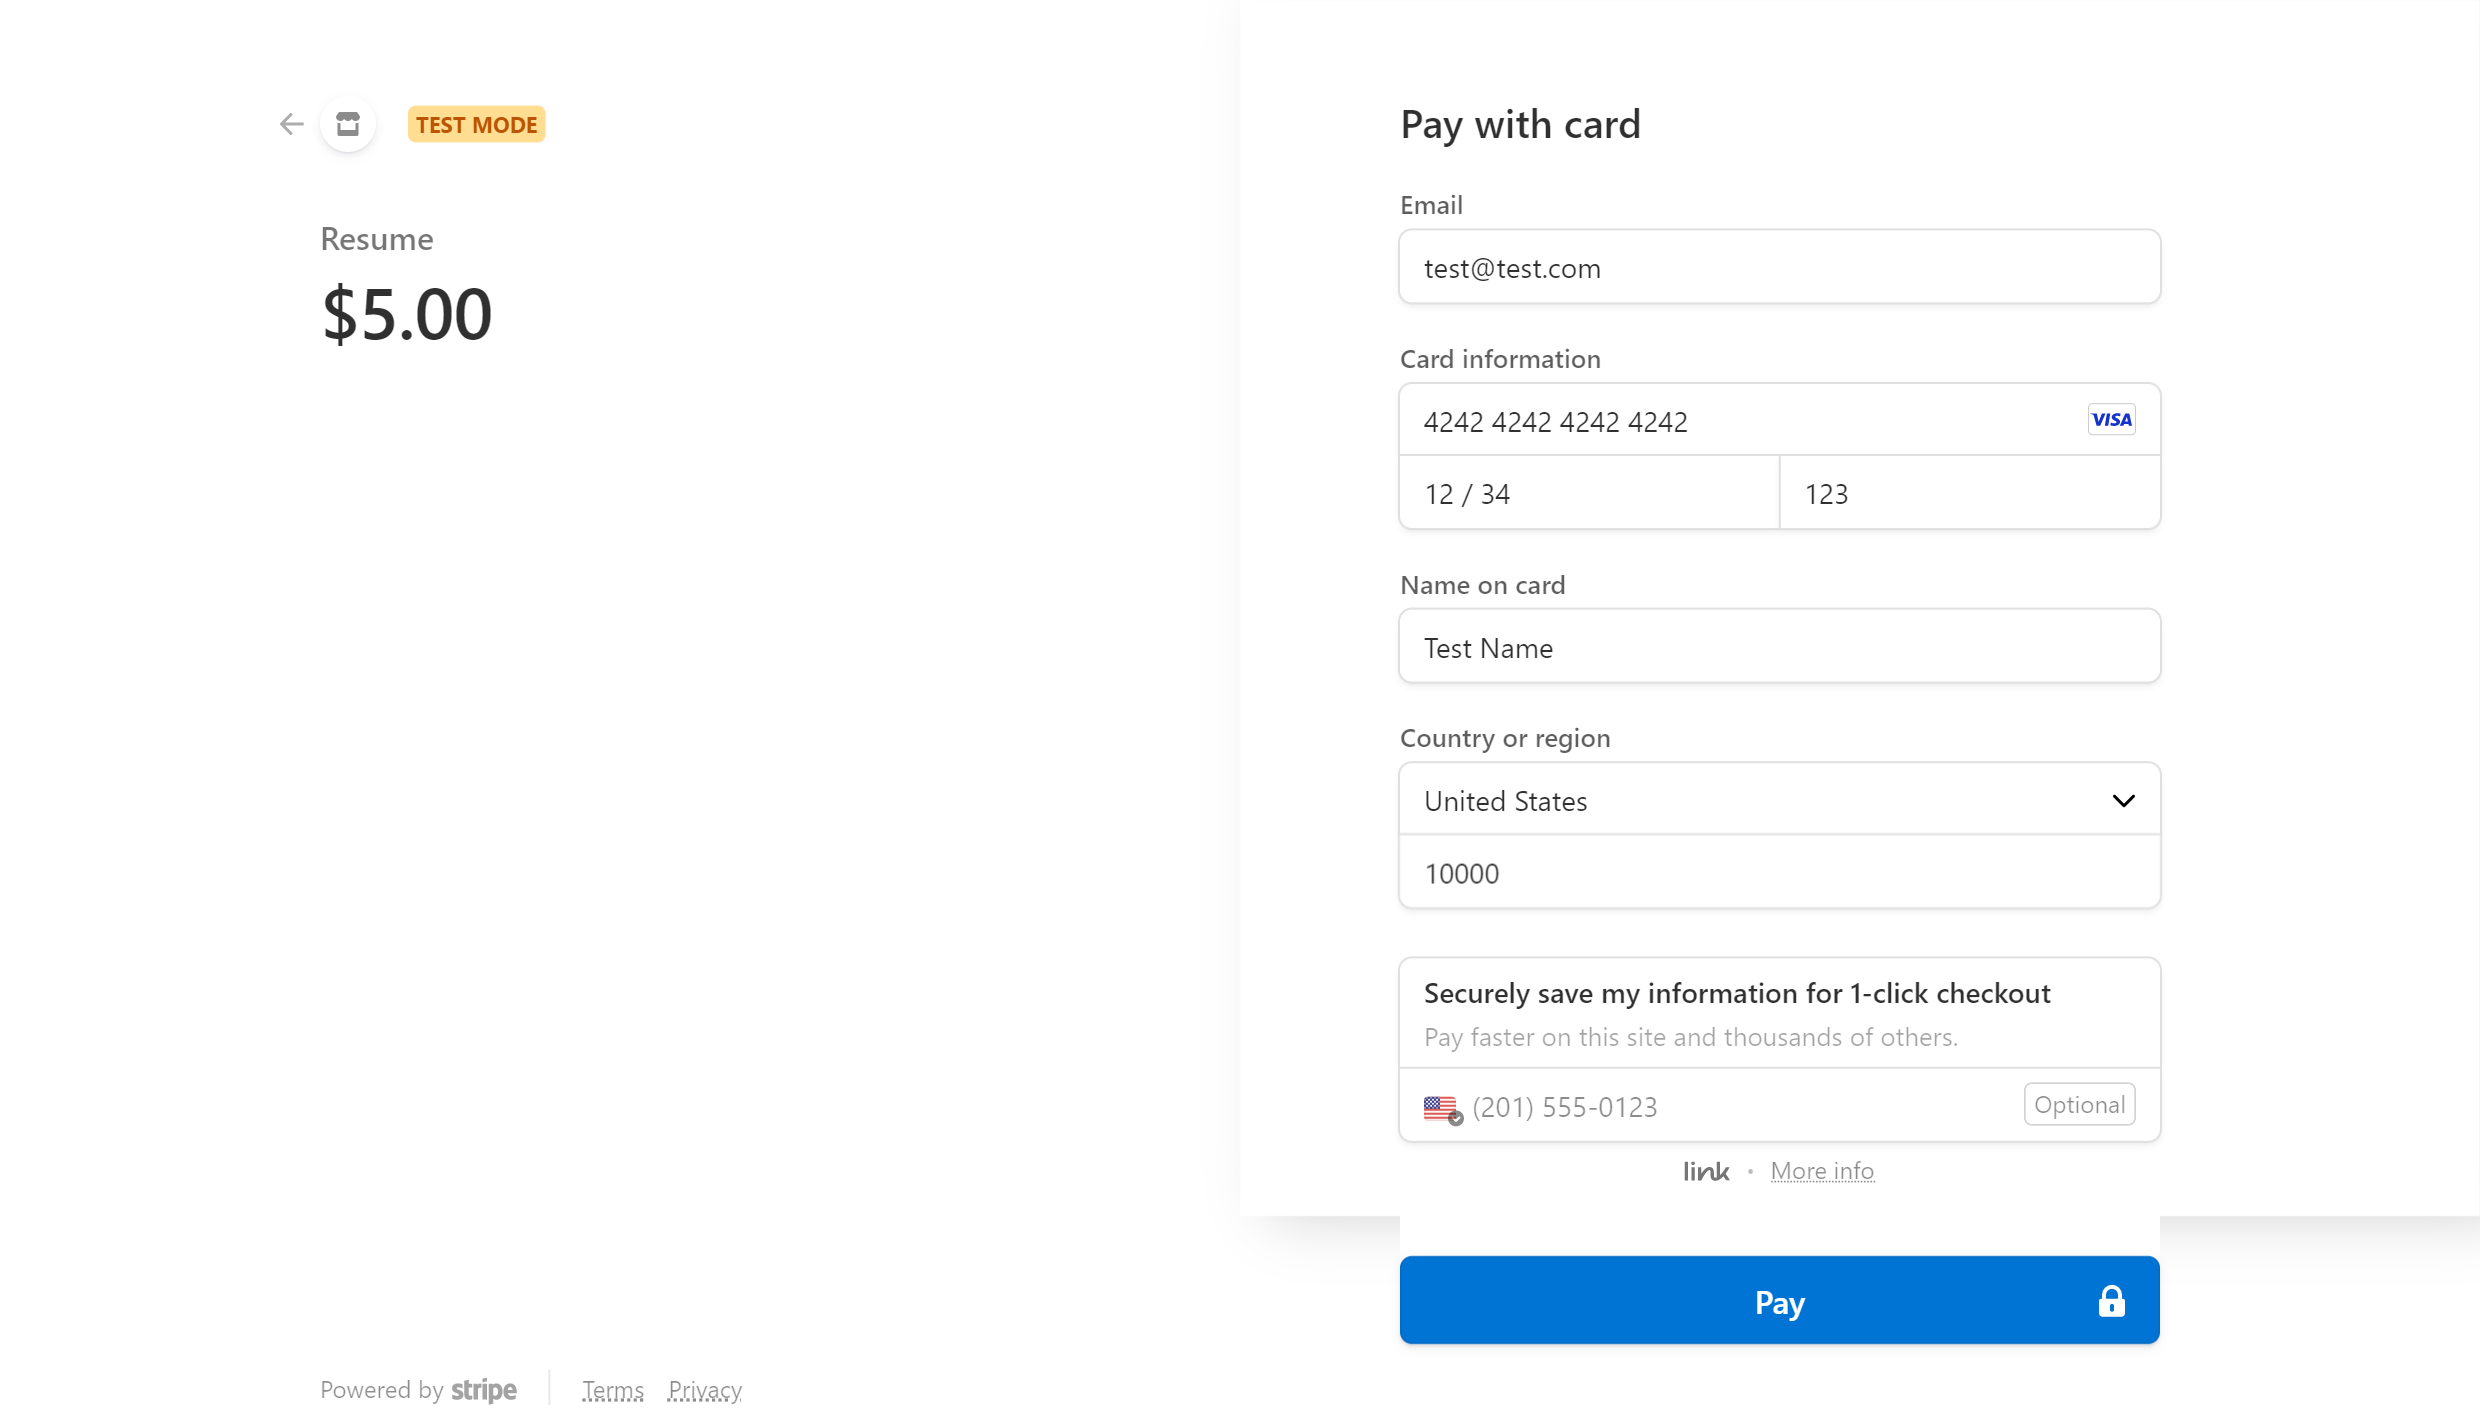 TEST MODE
Resume
$5.00
Powered by stripe
Terms Privacy
Pay with card
Email
test@test.com
Card information
4242 4242 4242 4242 VISA
12 / 34 123
Name on card
Test Name
Country or region
United States
10000
Securely save my information for 1-click checkout
Pay faster on this site and thousands of others.
(201) 555-0123 Optional
link • More info
Pay